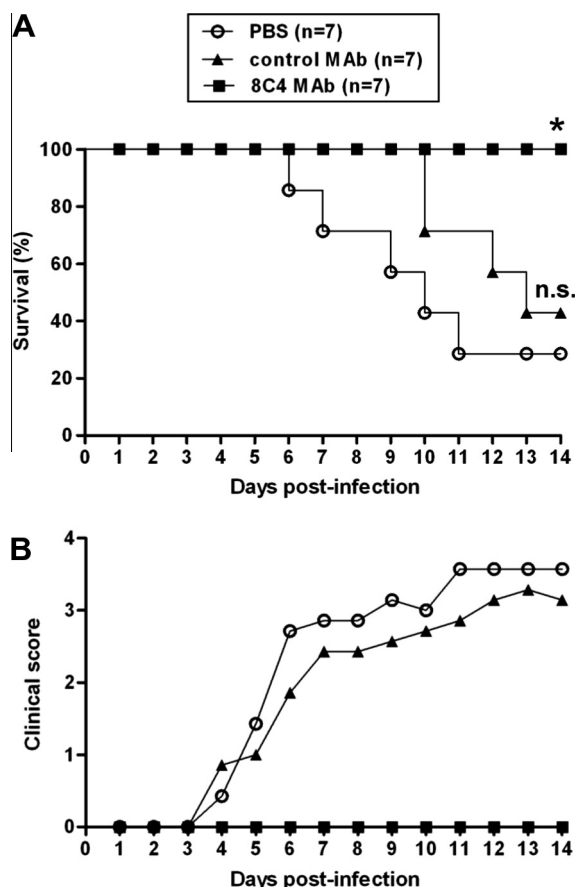 A
PBS (n=7)
control MAb (n=7)
8C4 MAb (n=7)
*
100
80
60
n.s.
40
20
0
Survival (%)
0 1 2 3 4 5 6 7 8 9 10 11 12 13 14
Days post-infection
B
4
3
2
1
0
Clinical score
0 1 2 3 4 5 6 7 8 9 10 11 12 13 14
Days post-infection